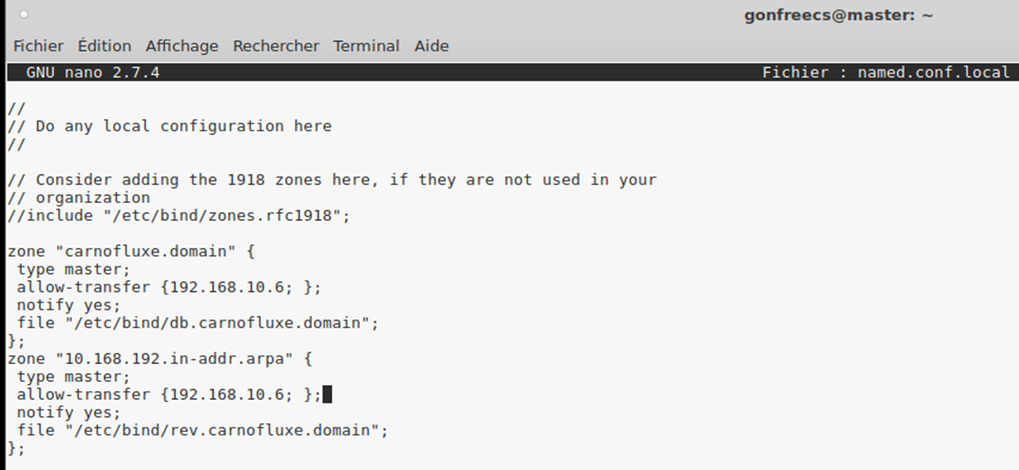 gonfreecs@master: ~
Fichier Édition Affichage Rechercher Terminal Aide
GNU nano 2.7.4 Fichier : named.conf.local
//
// Do any local configuration here
//
// Consider adding the 1918 zones here, if they are not used in your
// organization
//include "/etc/bind/zones.rfc1918";
zone "carnofluxe.domain" {
type master;
allow-transfer {192.168.10.6; };
notify yes;
file "/etc/bind/db.carnofluxe.domain";
};
zone "10.168.192.in-addr.arpa" {
type master;
allow-transfer {192.168.10.6; };
notify yes;
file "/etc/bind/rev.carnofluxe.domain";
};